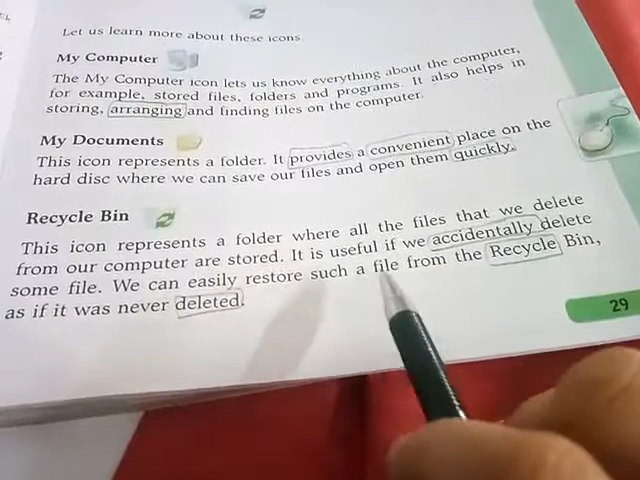 Let us learn more about these icons
My Computer
The My Computer icon lets us know everything about the computer,
for example, stored files, folders and programs. It also helps in
storing, arranging and finding files on the computer.
My Documents
This icon represents a folder. It provides a convenient place on the
hard disc where we can save our files and open them quickly.
Recycle Bin
This icon represents a folder where all the files that we delete
from our computer are stored. It is useful if we accidentally delete
some file. We can easily restore such a file from the Recycle Bin,
as if it was never deleted.
29